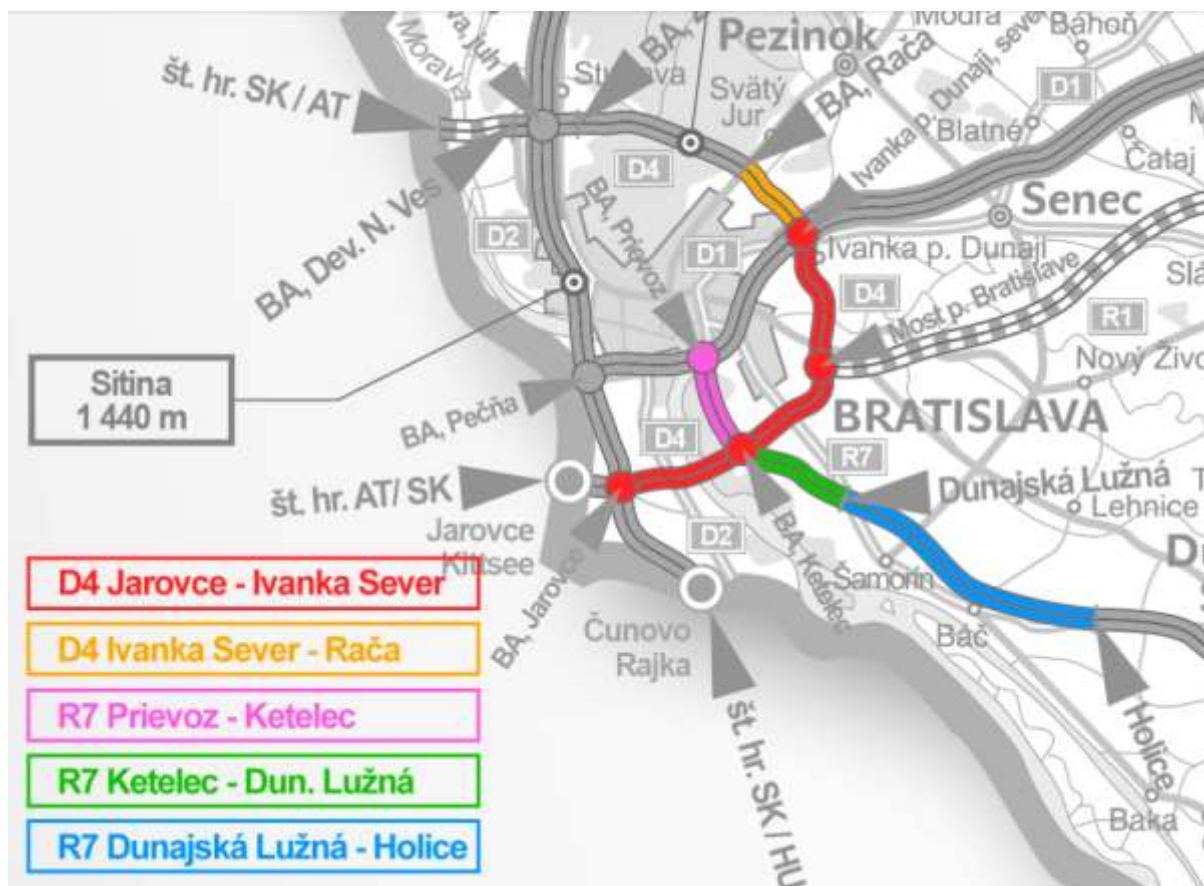 Modra
Báhoň
Pezinok
Morava
juh
Stupava
BA, Rača
Ivanka p. Dunaji, sever
D1
št. hr. SK / AT
Svätý
Jur
Blatné
Čataj
D4
BA, Dev. N. Ves
BA, Prievoz
Senec
D2
D1
Ivanka p. Dunaji
D4
Most p. Bratislave
R1
Nový Živo
Sitina
1 440 m
BRATISLAVA
BA, Pečňa
D4
R7
Dunajská Lužná
Lehnice
št. hr. AT/ SK
Jarovce
Kittsee
D2
BA, Ketelec
BA, Jarovce
Šamorín
Báč
Čunovo
Rajka
D4 Jarovce - Ivanka Sever
D4 Ivanka Sever - Rača
R7 Prievoz - Ketelec
R7 Ketelec - Dun. Lužná
R7 Dunajská Lužná - Holice
št. hr. SK / HU
Holice
Baka